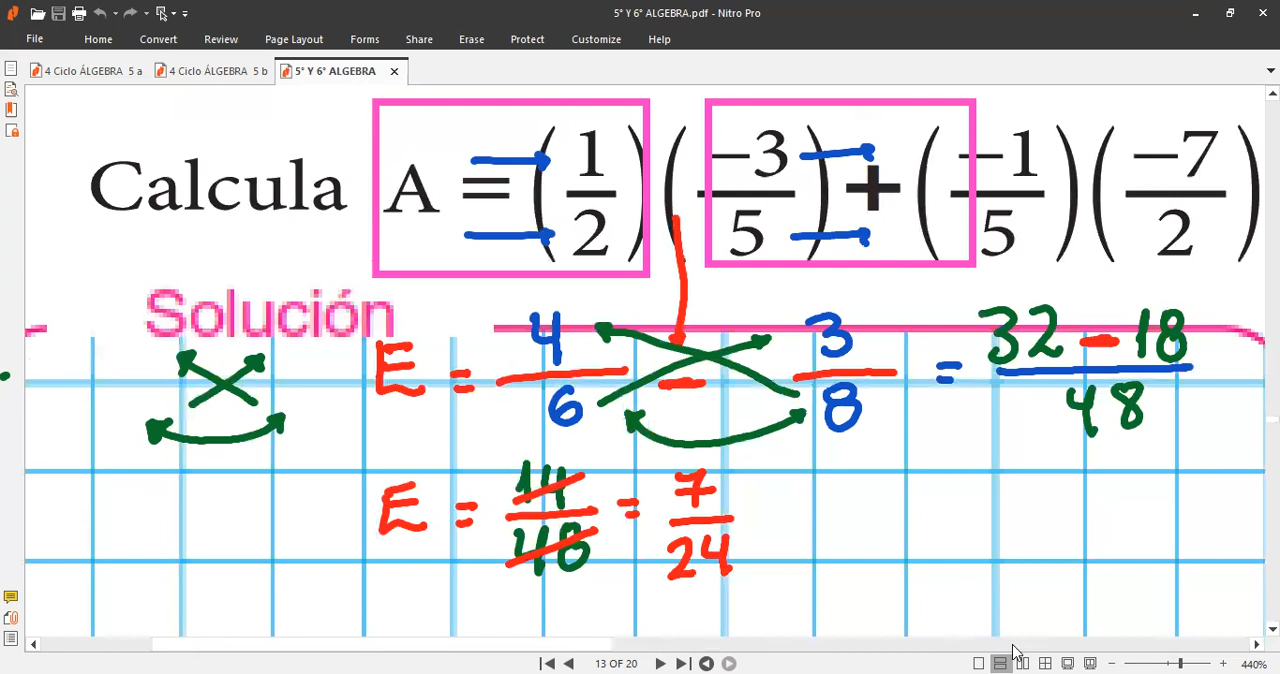 5° Y 6° ALGEBRA.pdf - Nitro Pro
File Home Convert Review Page Layout Forms Share Erase Protect Customize Help
4 Ciclo ÁLGEBRA 5 a 4 Ciclo ÁLGEBRA 5 b 5° Y 6° ALGEBRA
Calcula A = (1/2)(-3/5) + (-1/5)(-7/2)
Solución
E = 4/6 - 3/8 = 32 - 18/48
E = 14/48 = 7/24
13 OF 20
440%